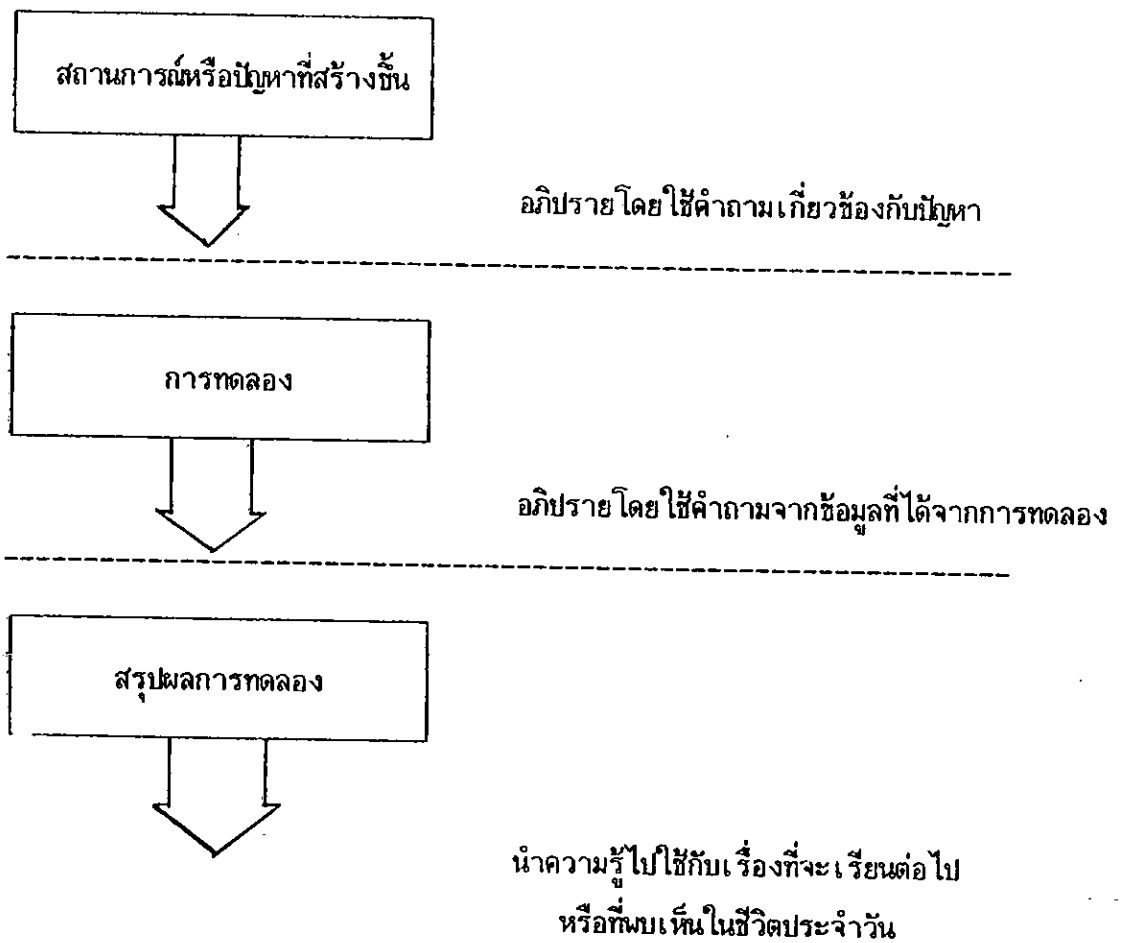 สถานการณ์หรือปัญหาที่สร้างขึ้น
อภิปรายโดยใช้คำถามเกี่ยวข้องกับปัญหา
การทดลอง
อภิปรายโดยใช้คำถามจากข้อมูลที่ได้จากการทดลอง
สรุปผลการทดลอง
นำความรู้ไปใช้กับเรื่องที่จะเรียนต่อไป
หรือที่พบเห็นในชีวิตประจำวัน